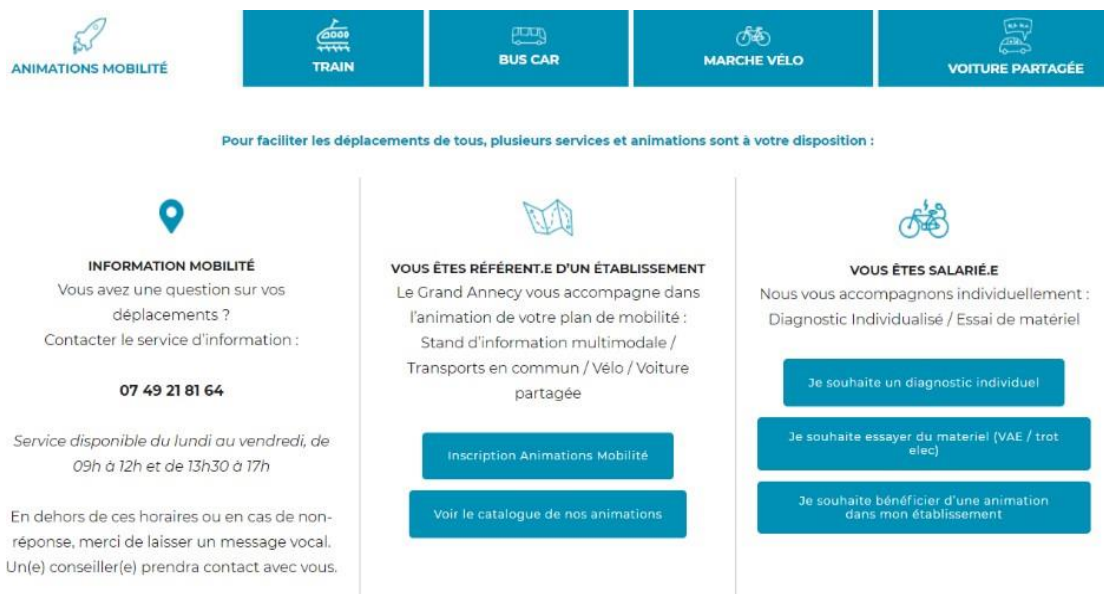 ANIMATIONS MOBILITÉ
TRAIN
BUS CAR
MARCHE VÉLO
VOITURE PARTAGÉE
Pour faciliter les déplacements de tous, plusieurs services et animations sont à votre disposition :
INFORMATION MOBILITÉ
Vous avez une question sur vos
déplacements ?
Contacter le service d'information :
07 49 21 81 64
Service disponible du lundi au vendredi, de
09h à 12h et de 13h30 à 17h
En dehors de ces horaires ou en cas de non-
réponse, merci de laisser un message vocal.
Un(e) conseiller(e) prendra contact avec vous.
VOUS ÊTES RÉFÉRENT.E D'UN ÉTABLISSEMENT
Le Grand Annecy vous accompagne dans
l'animation de votre plan de mobilité :
Stand d'information multimodale /
Transports en commun / Vélo / Voiture
partagée
Inscription Animations Mobilité
Voir le catalogue de nos animations
VOUS ÊTES SALARIÉ.E
Nous vous accompagnons individuellement :
Diagnostic Individualisé / Essai de matériel
Je souhaite un diagnostic individuel
Je souhaite essayer du materiel (VAE / trot
elec)
Je souhaite bénéficier d'une animation
dans mon établissement